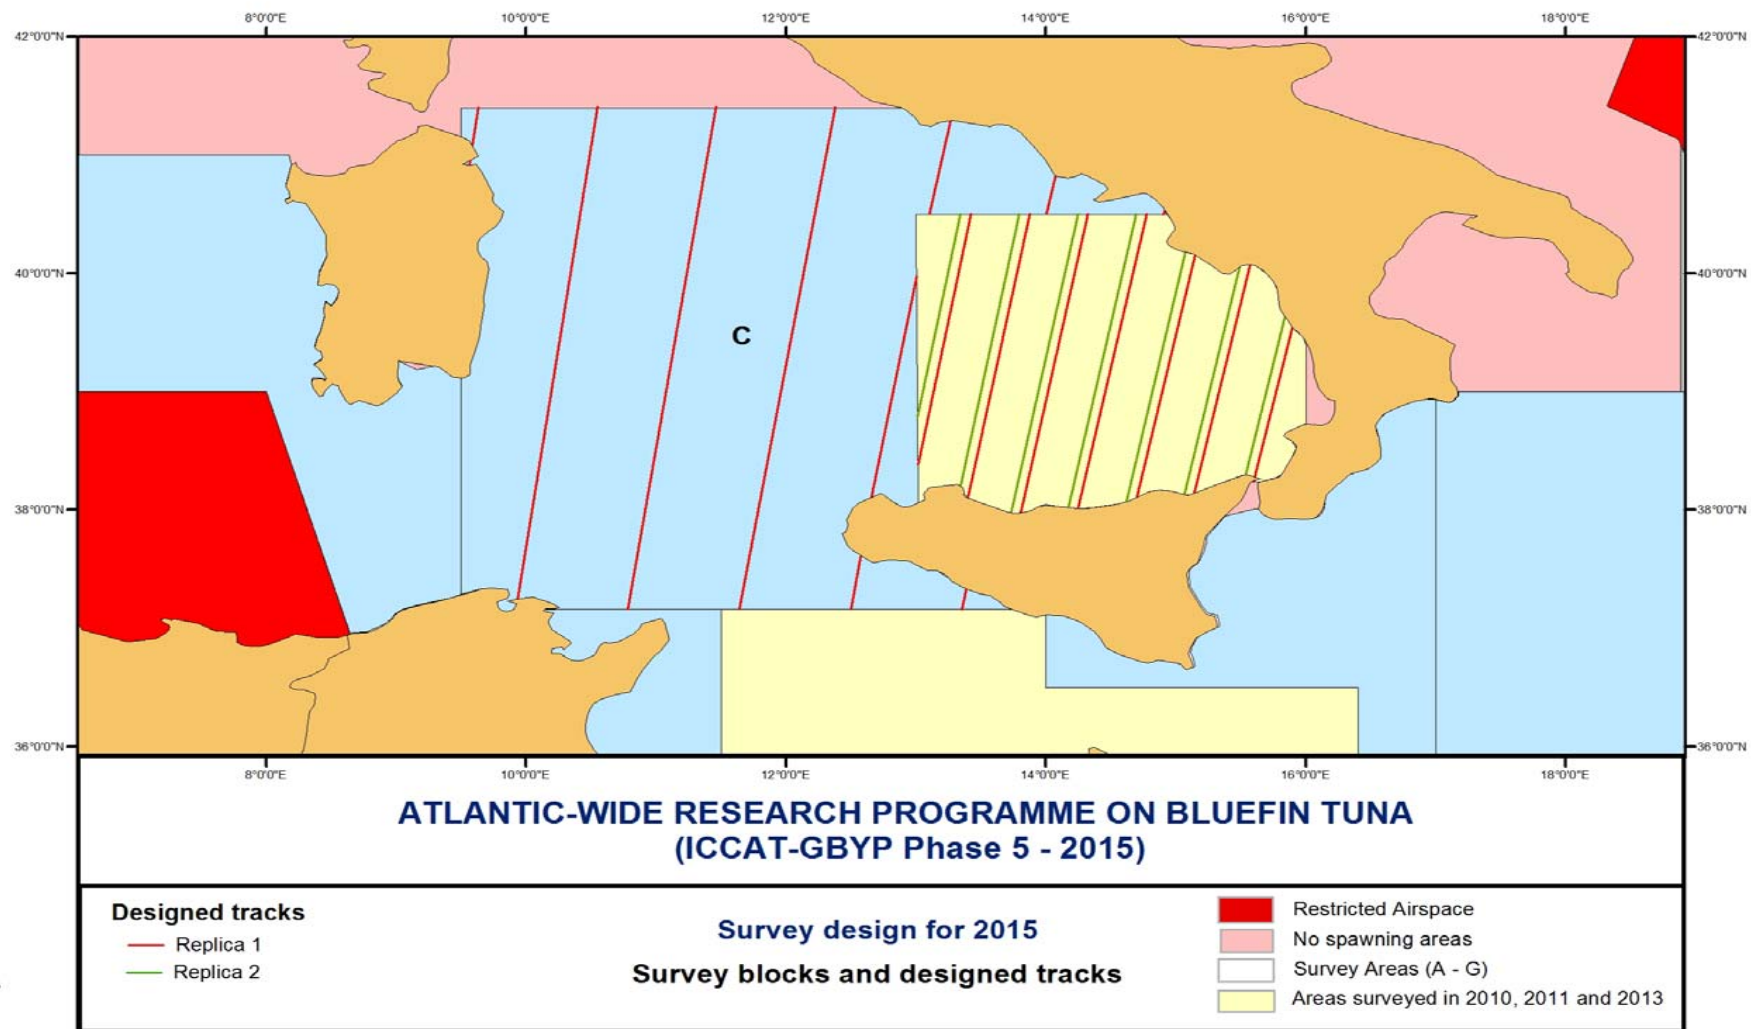 8°0'0"E 10°0'0"E 12°0'0"E 14°0'0"E 16°0'0"E 18°0'0"E
42°0'0"N 42°0'0"N
40°0'0"N 40°0'0"N
C
38°0'0"N 38°0'0"N
36°0'0"N 36°0'0"N
8°0'0"E 10°0'0"E 12°0'0"E 14°0'0"E 16°0'0"E 18°0'0"E
ATLANTIC-WIDE RESEARCH PROGRAMME ON BLUEFIN TUNA
(ICCAT-GBYP Phase 5 - 2015)
Designed tracks
Replica 1
Replica 2
Survey design for 2015
Survey blocks and designed tracks
Restricted Airspace
No spawning areas
Survey Areas (A - G)
Areas surveyed in 2010, 2011 and 2013